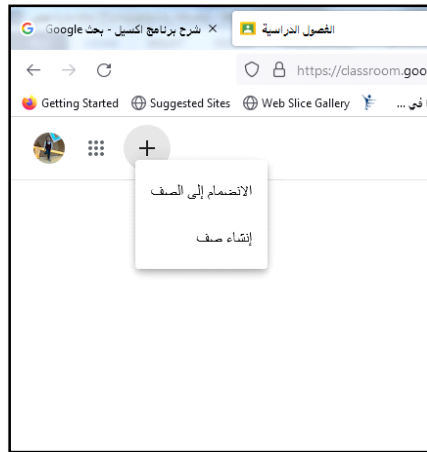 شرح برنامج اكسيل - بحث Google
الفصول الدراسية
https://classroom.goo
Getting Started
Suggested Sites
Web Slice Gallery
... في
الانضمام إلى الصف
إنشاء صف